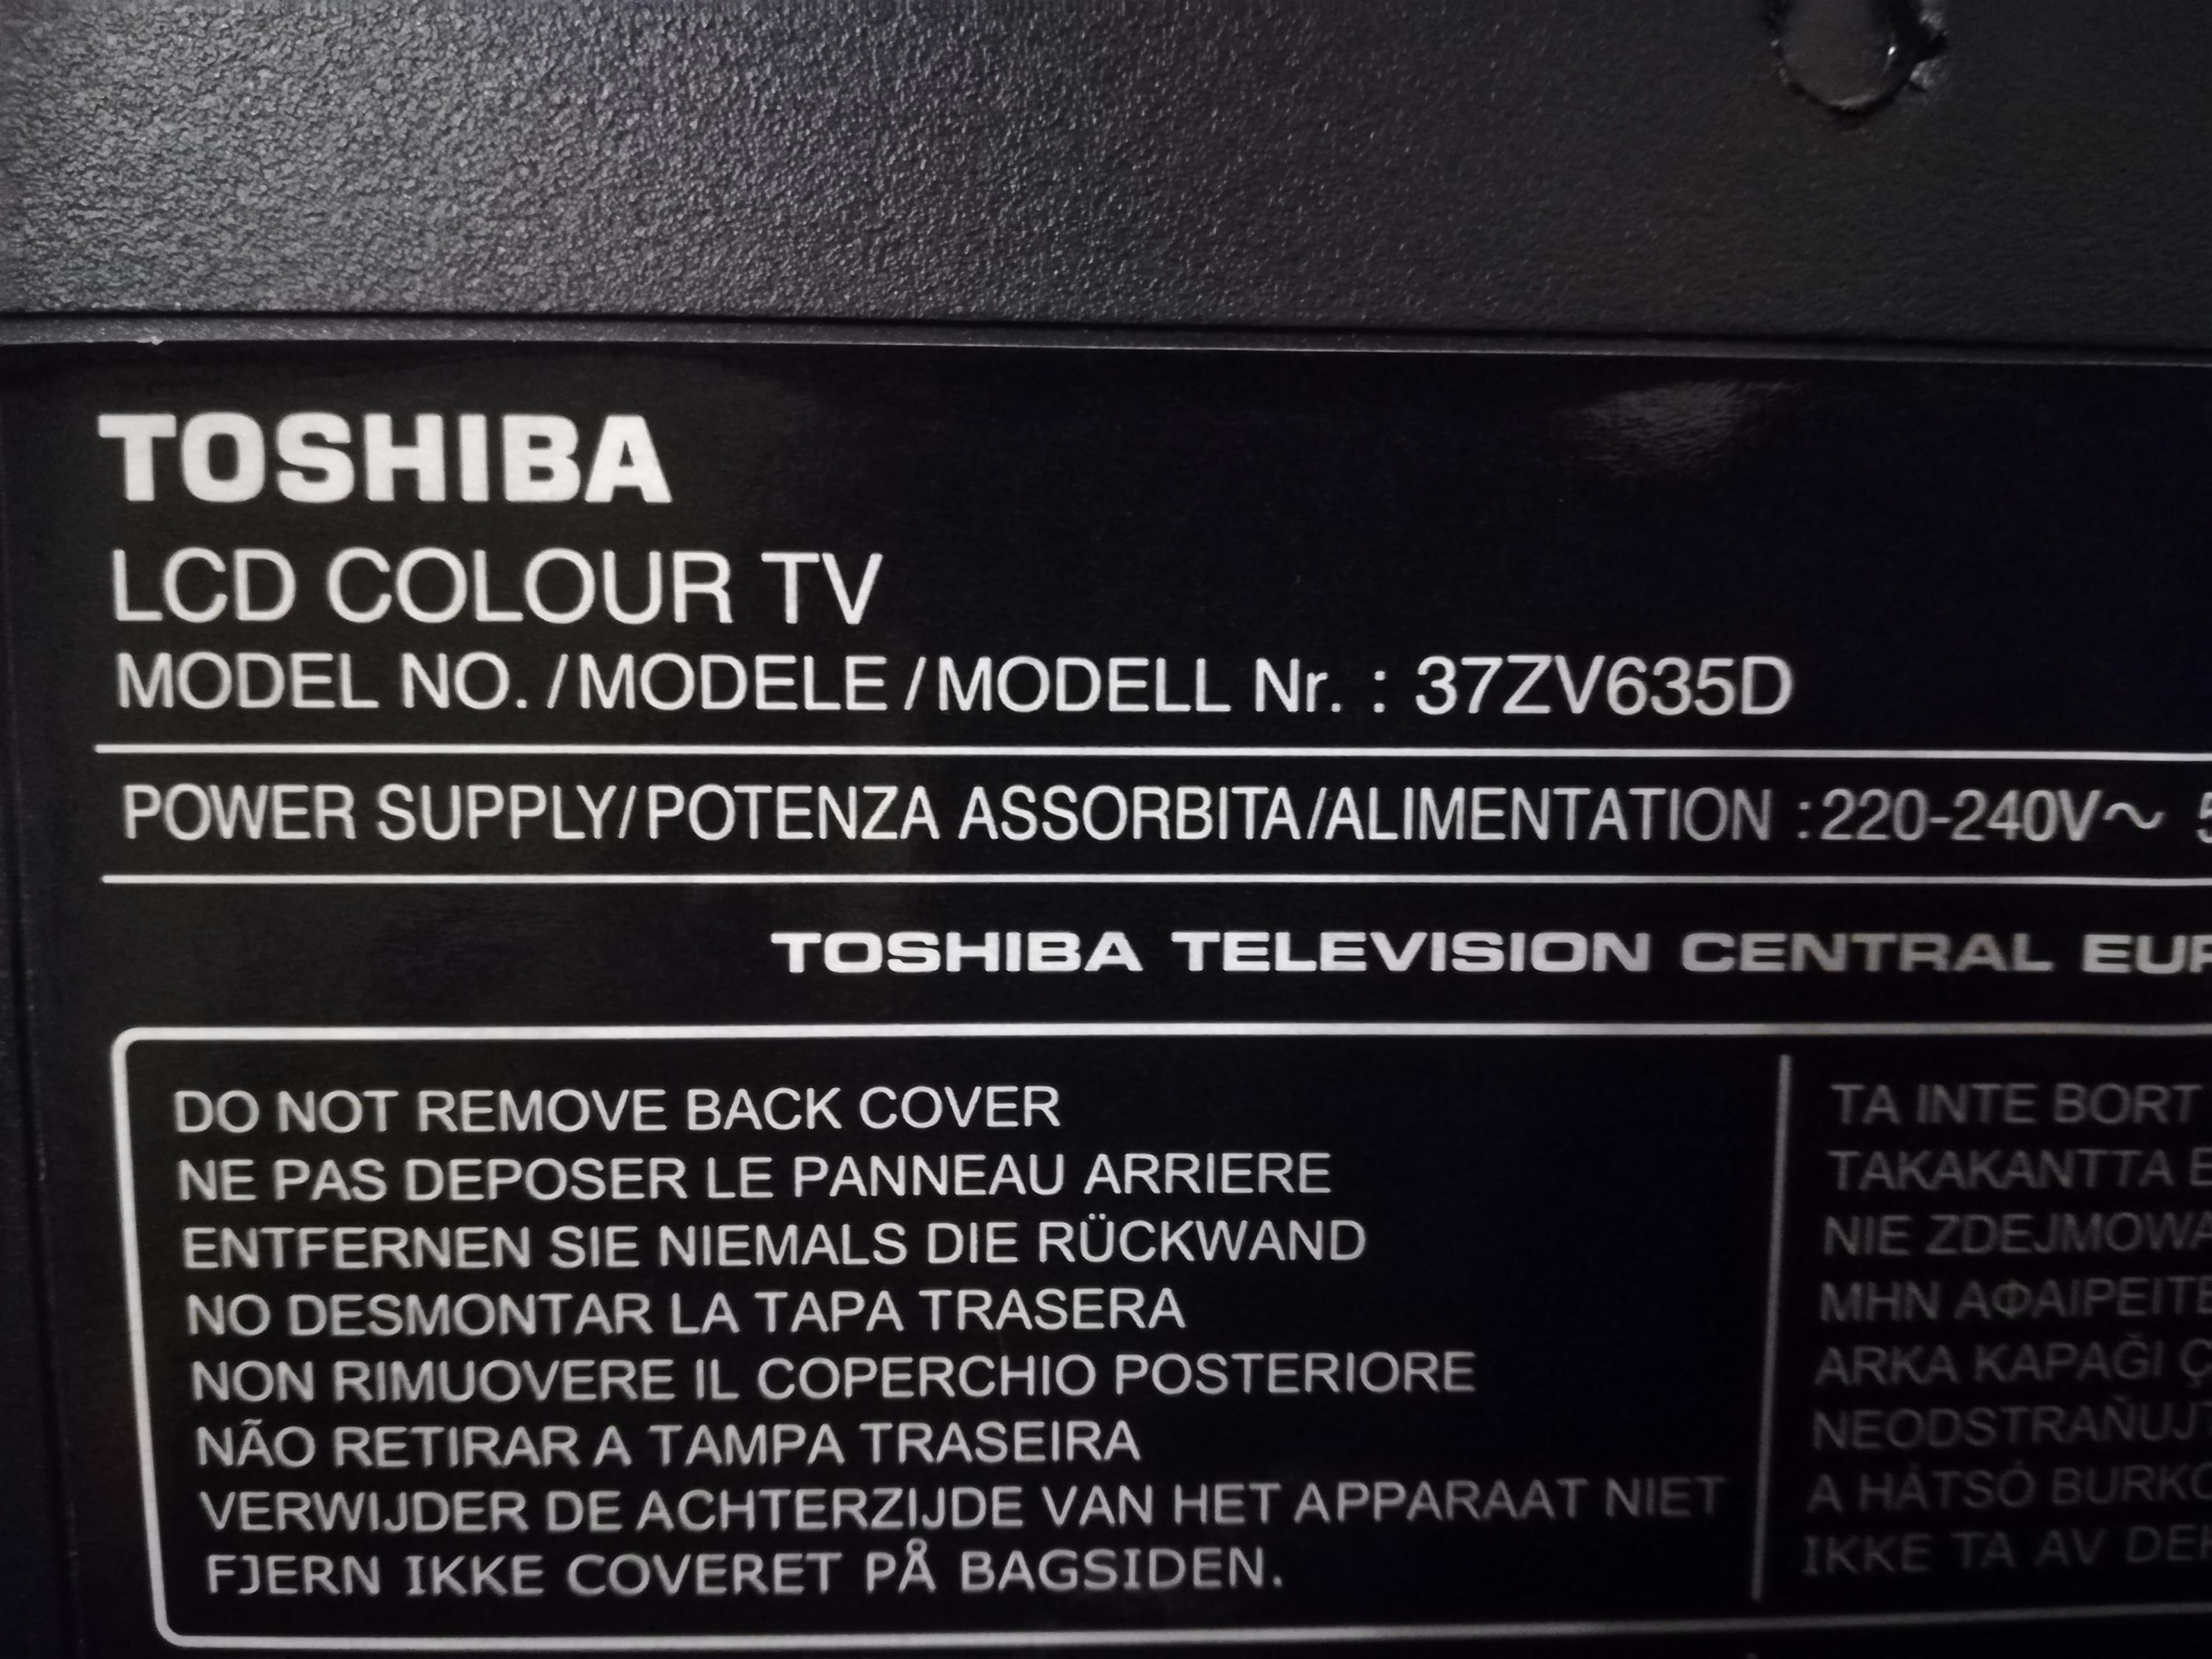 TOSHIBA
LCD COLOUR TV
MODEL NO. /MODELE /MODELL Nr. : 37ZV635D
POWER SUPPLY/POTENZA ASSORBITA/ALIMENTATION :220-240V~
TOSHIBA TELEVISION CENTRAL
DO NOT REMOVE BACK COVER
NE PAS DEPOSER LE PANNEAU ARRIERE
ENTFERNEN SIE NIEMALS DIE RÜCKWAND
NO DESMONTAR LA TAPA TRASERA
NON RIMUOVERE IL COPERCHIO POSTERIORE
NÃO RETIRAR A TAMPA TRASEIRA
VERWIJDER DE ACHTERZIJDE VAN HET APPARAAT NIET
FJERN IKKE COVERET PÅ BAGSIDEN.
TA INTE BORT
TAKAKANTTA
NIE
ΜΗΝ
ARKA KAPAĞI
A HÁTSÓ
IKKE TA AV